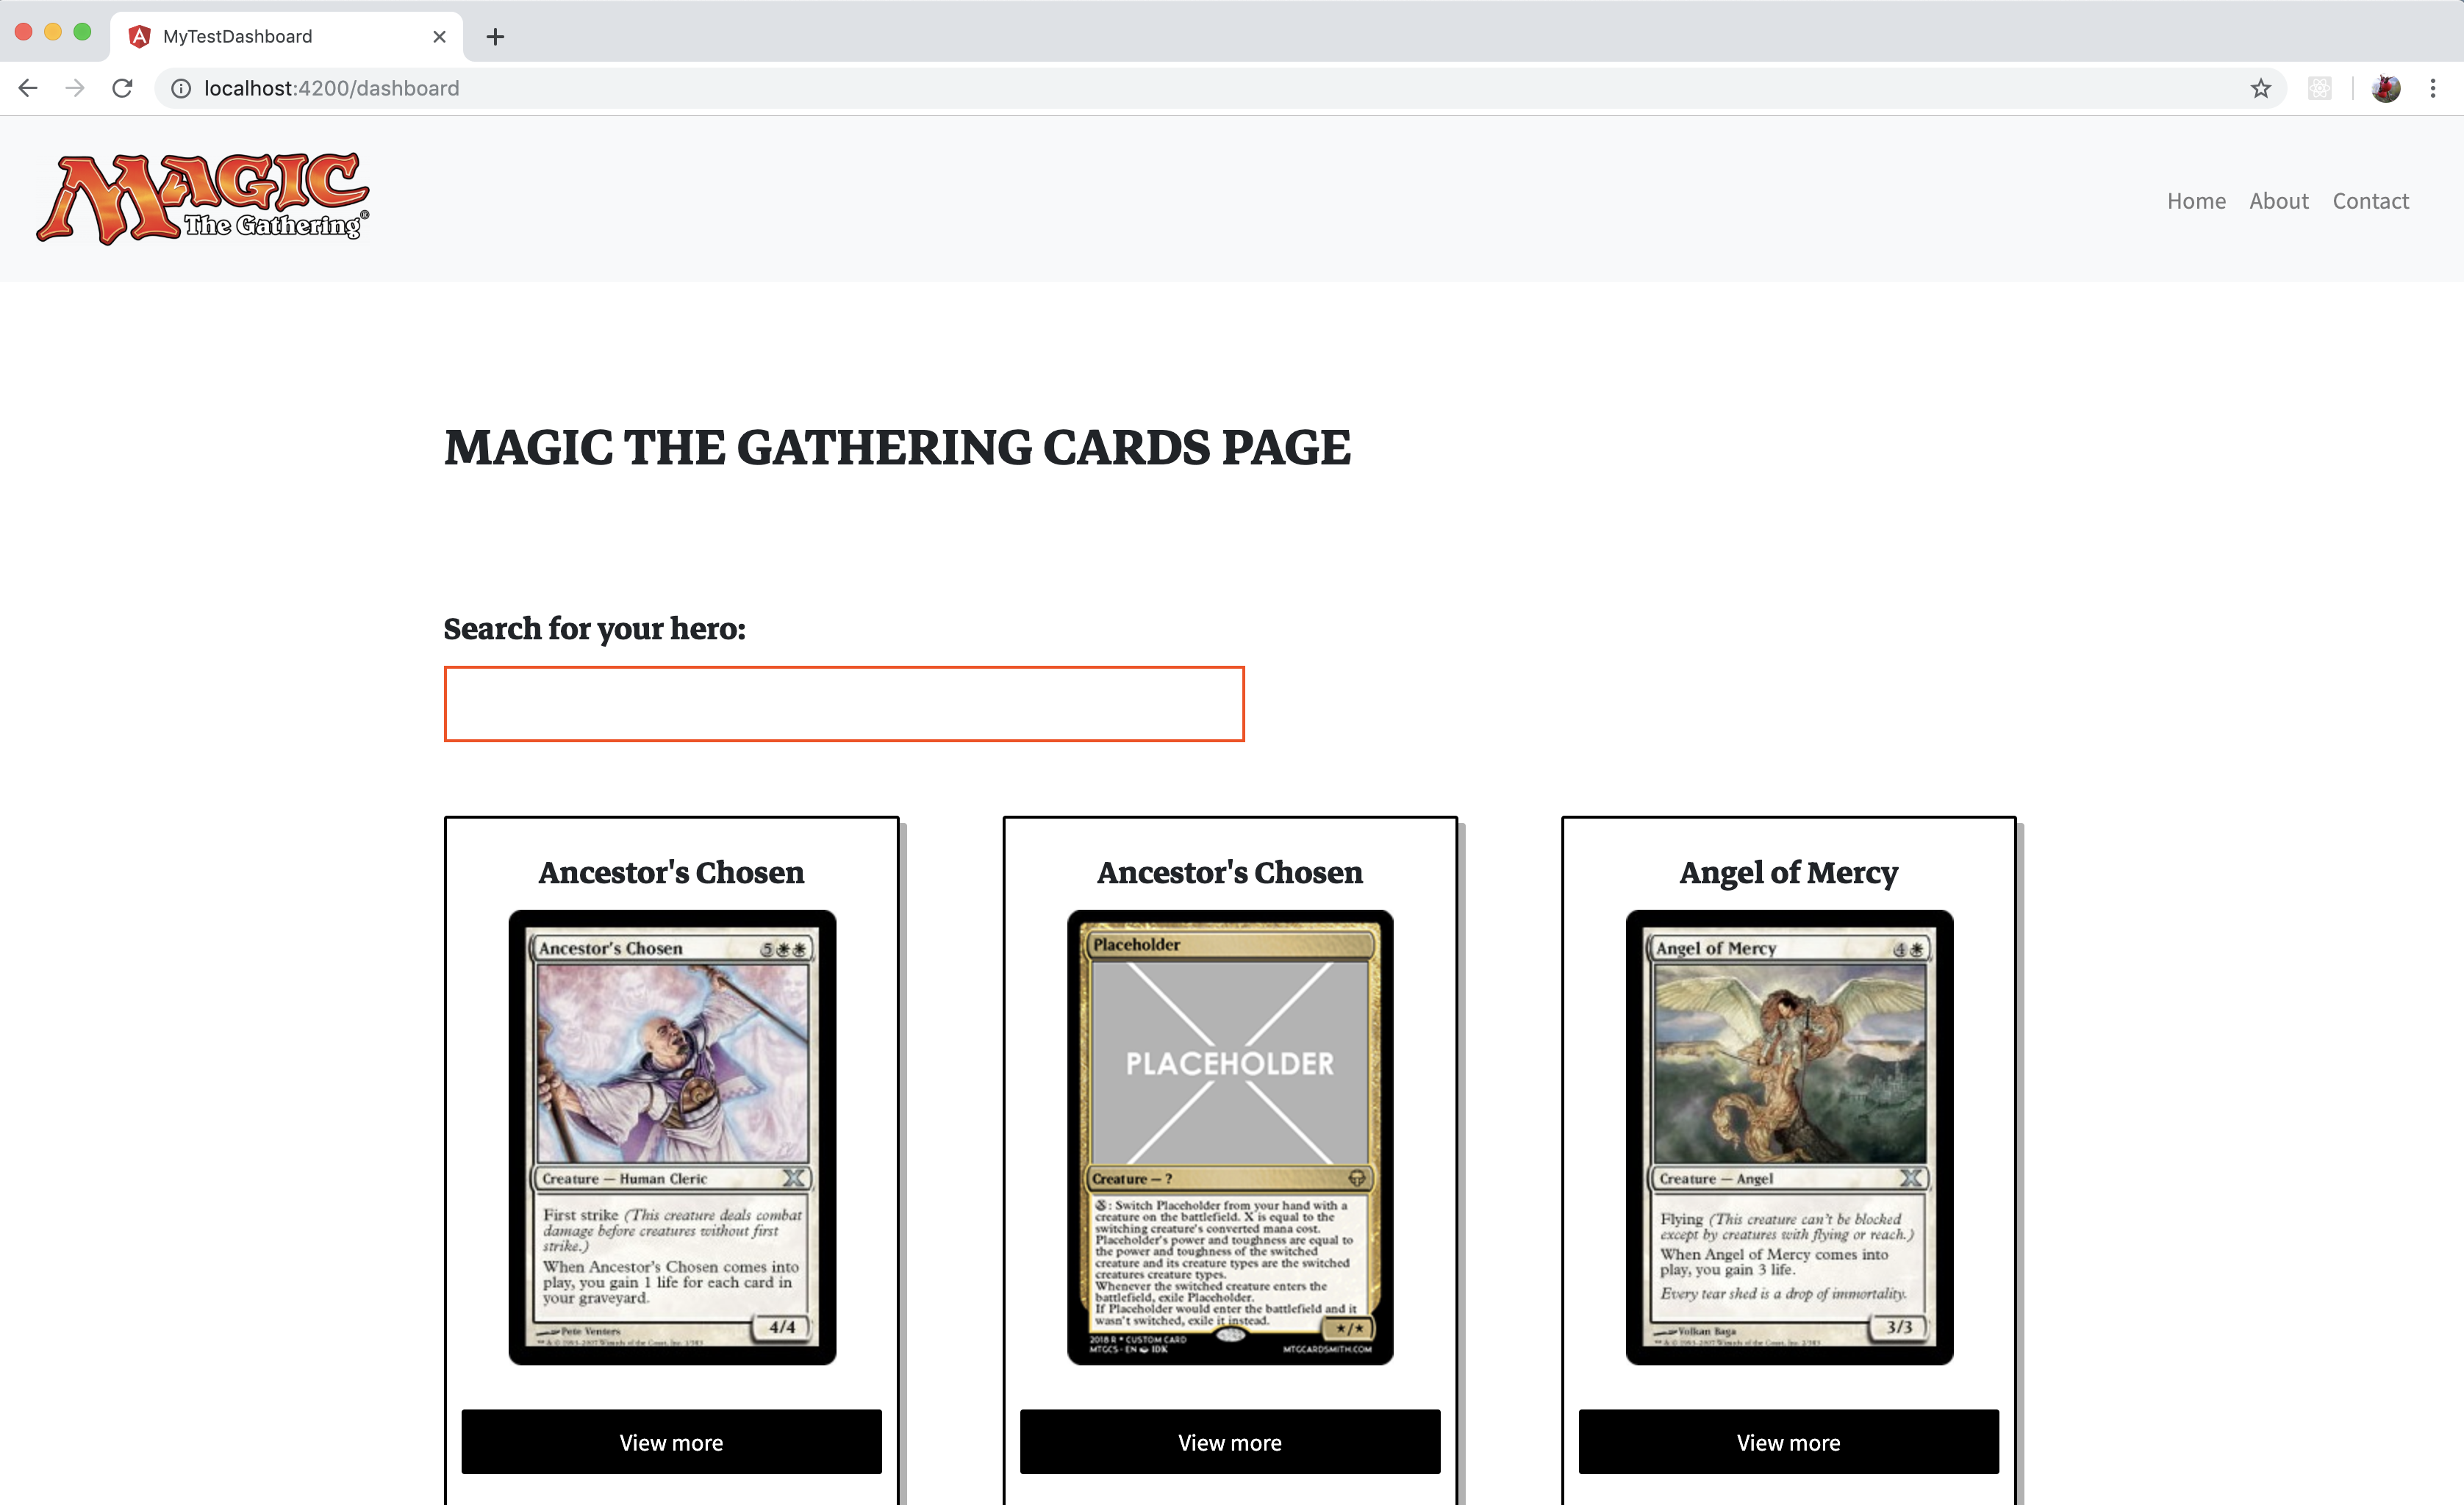 MyTestDashboard
localhost:4200/dashboard
MAGIC
The Gathering®
Home About Contact
MAGIC THE GATHERING CARDS PAGE
Search for your hero:
Ancestor's Chosen
Ancestor's Chosen 5
Creature — Human Cleric
First strike (This creature deals combat
damage before creatures without first
strike.)
When Ancestor's Chosen comes into
play, you gain 1 life for each card in
your graveyard.
4/4
Pete Venters
View more
Ancestor's Chosen
Placeholder
PLACEHOLDER
Creature – ?
: Switch Placeholder from your hand with a
creature on the battlefield. X is equal to the
switching creature's converted mana cost.
Placeholder's power and toughness are equal to
the power and toughness of the switched
creature and its creature types are the switched
creatures creature types.
Whenever the switched creature enters the
battlefield, exile Placeholder.
If Placeholder would enter the battlefield and it
wasn't switched, exile it instead.
★/★
2018 R • CUSTOM CARD
MTGCS • EN IDK MTGCARDSMITH.COM
View more
Angel of Mercy
Angel of Mercy 4
Creature — Angel
Flying (This creature can't be blocked
except by creatures with flying or reach.)
When Angel of Mercy comes into
play, you gain 3 life.
Every tear shed is a drop of immortality.
3/3
Volkan Baga
View more